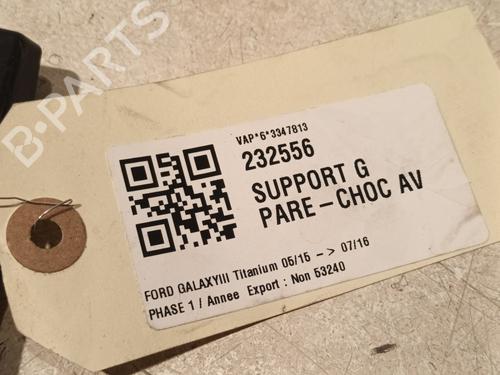 B-PARTS
VAP*6*3347813
232556
SUPPORT G
PARE-CHOC AV
FORD GALAXYIII Titanium 05/15 -> 07/16
PHASE 1 / Annee Export : Non 53240